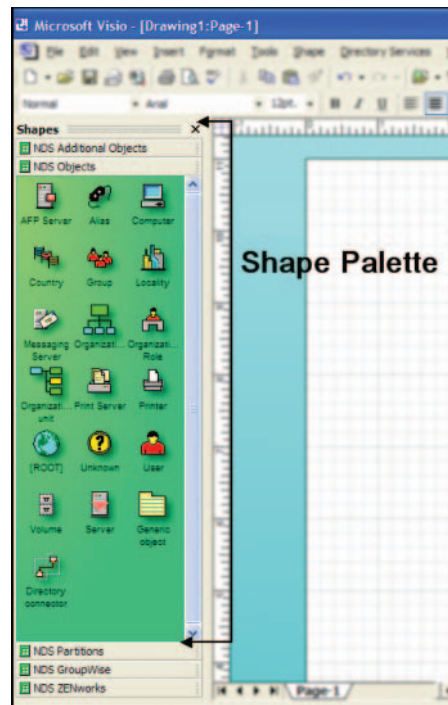 Microsoft Visio - [Drawing1:Page-1]
File Edit View Insert Format Tools Shape Directory Services
Normal Arial 12pt. B I U
Shapes
NDS Additional Objects
NDS Objects
AFP Server Alias Computer
Country Group Locality
Messaging Server Organizati... Organizati... Role
Organizati... unit Print Server Printer
[ROOT] Unknown User
Volume Server Generic object
Directory connector
NDS Partitions
NDS GroupWise
NDS ZENworks
Shape Palette
Page-1